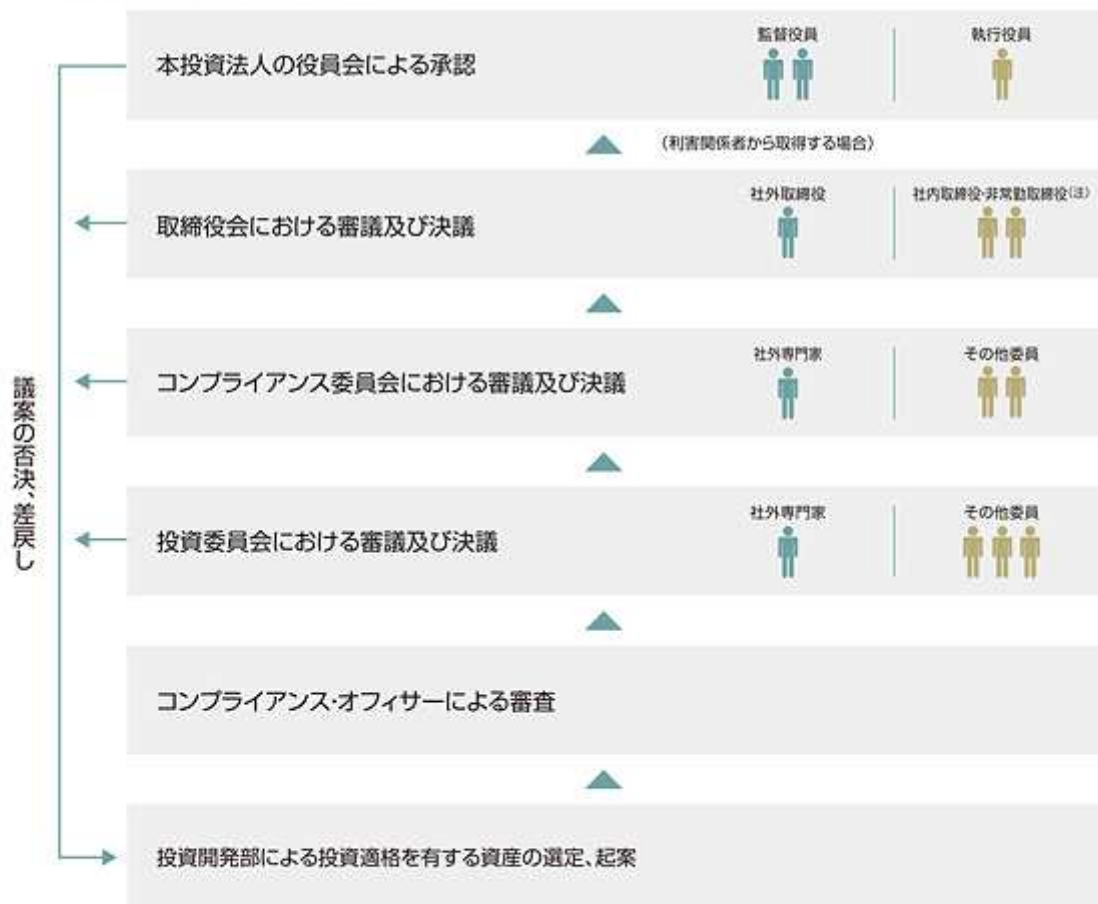 本投資法人の役員会による承認
監督役員
執行役員
(利害関係者から取得する場合)
取締役会における審議及び決議
社外取締役
社内取締役・非常勤取締役(注)
コンプライアンス委員会における審議及び決議
社外専門家
その他委員
投資委員会における審議及び決議
社外専門家
その他委員
コンプライアンス・オフィサーによる審査
投資開発部による投資適格を有する資産の選定、起案
議案の否決、差戻し